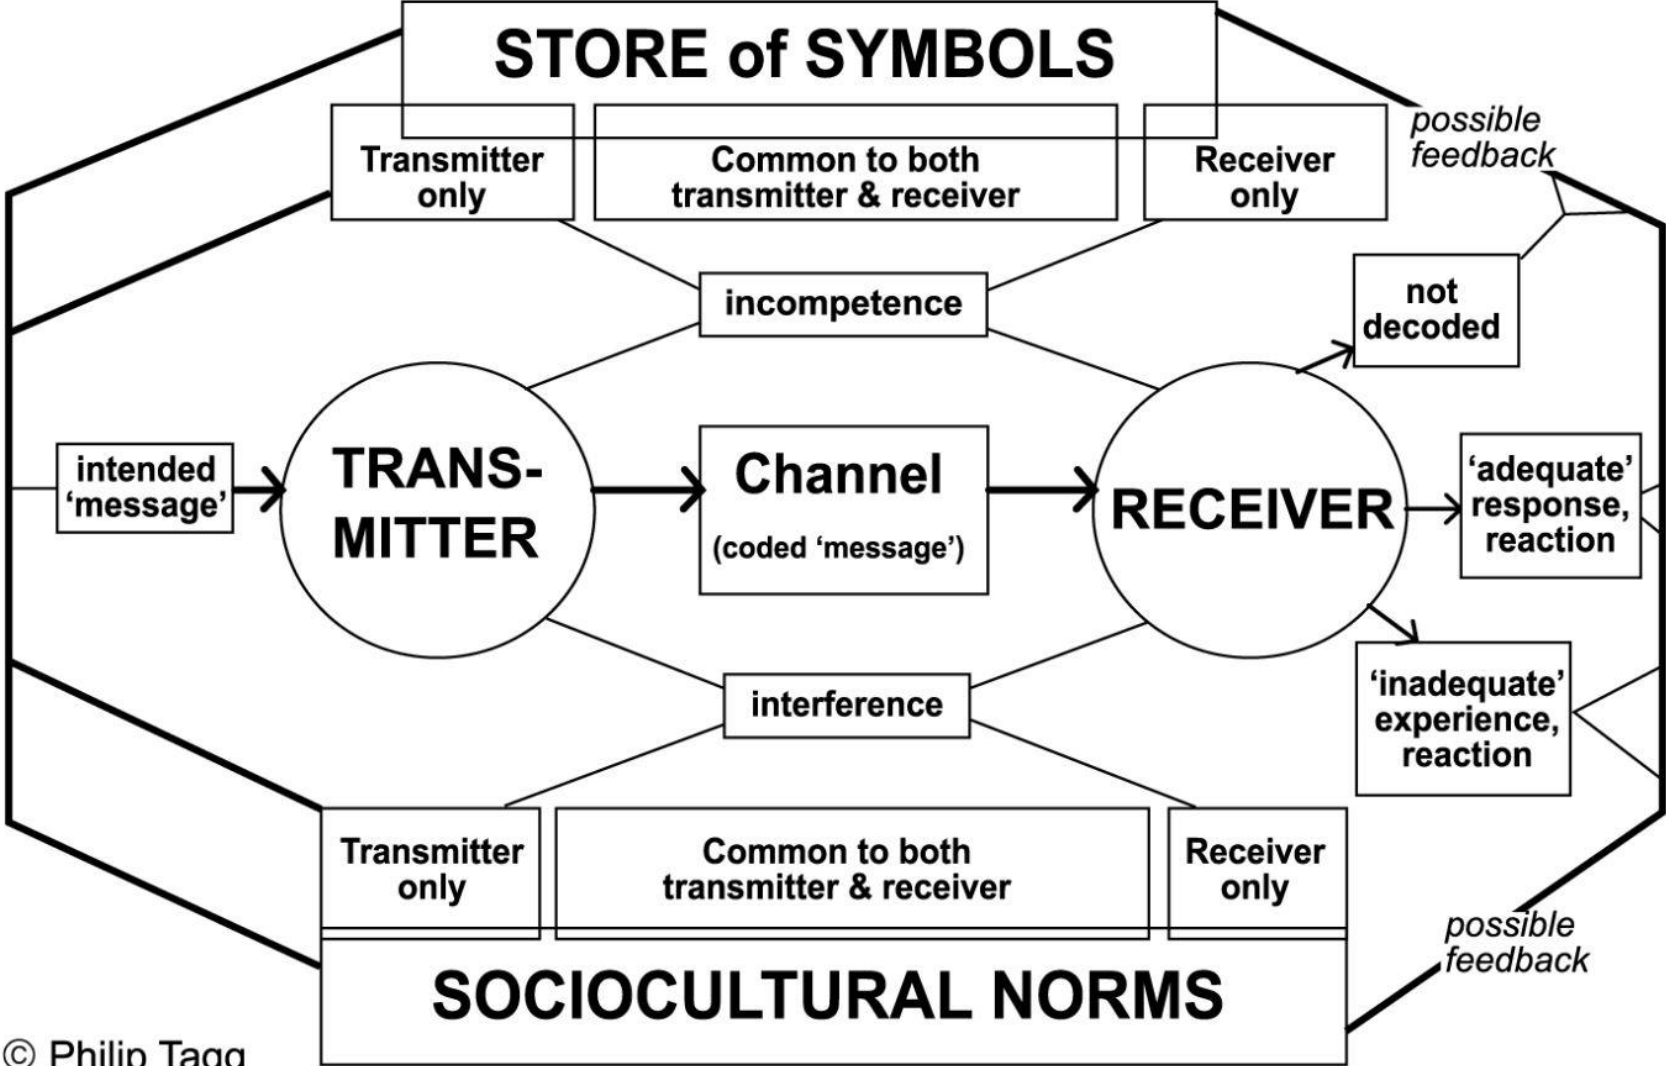 STORE of SYMBOLS
possible
feedback
Transmitter
only
Common to both
transmitter & receiver
Receiver
only
incompetence
not
decoded
intended
‘message’
TRANS-
MITTER
Channel
(coded ‘message’)
RECEIVER
‘adequate’
response,
reaction
interference
‘inadequate’
experience,
reaction
Transmitter
only
Common to both
transmitter & receiver
Receiver
only
possible
feedback
SOCIOCULTURAL NORMS
© Philip Tagg